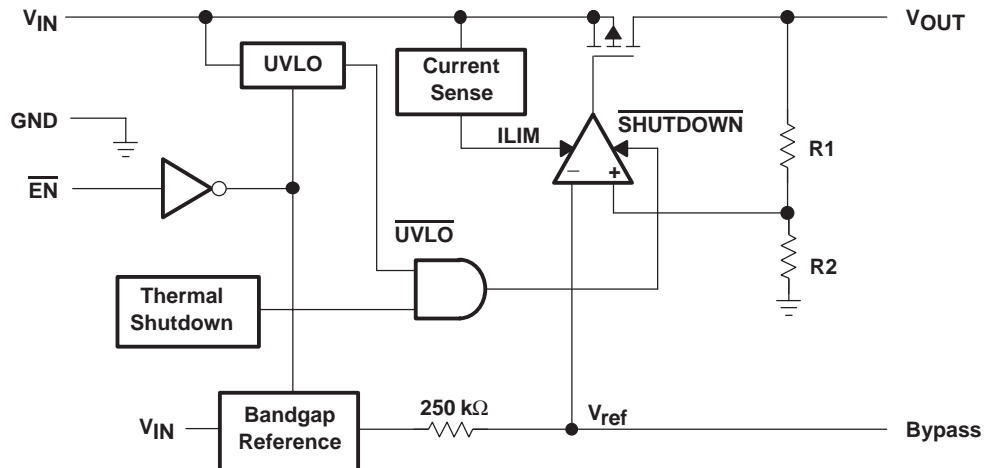 VIN
VOUT
UVLO
Current
Sense
SHUTDOWN
GND
ILIM
R1
EN
− +
UVLO
R2
Thermal
Shutdown
250 kΩ
VIN
Bandgap
Reference
Vref
Bypass